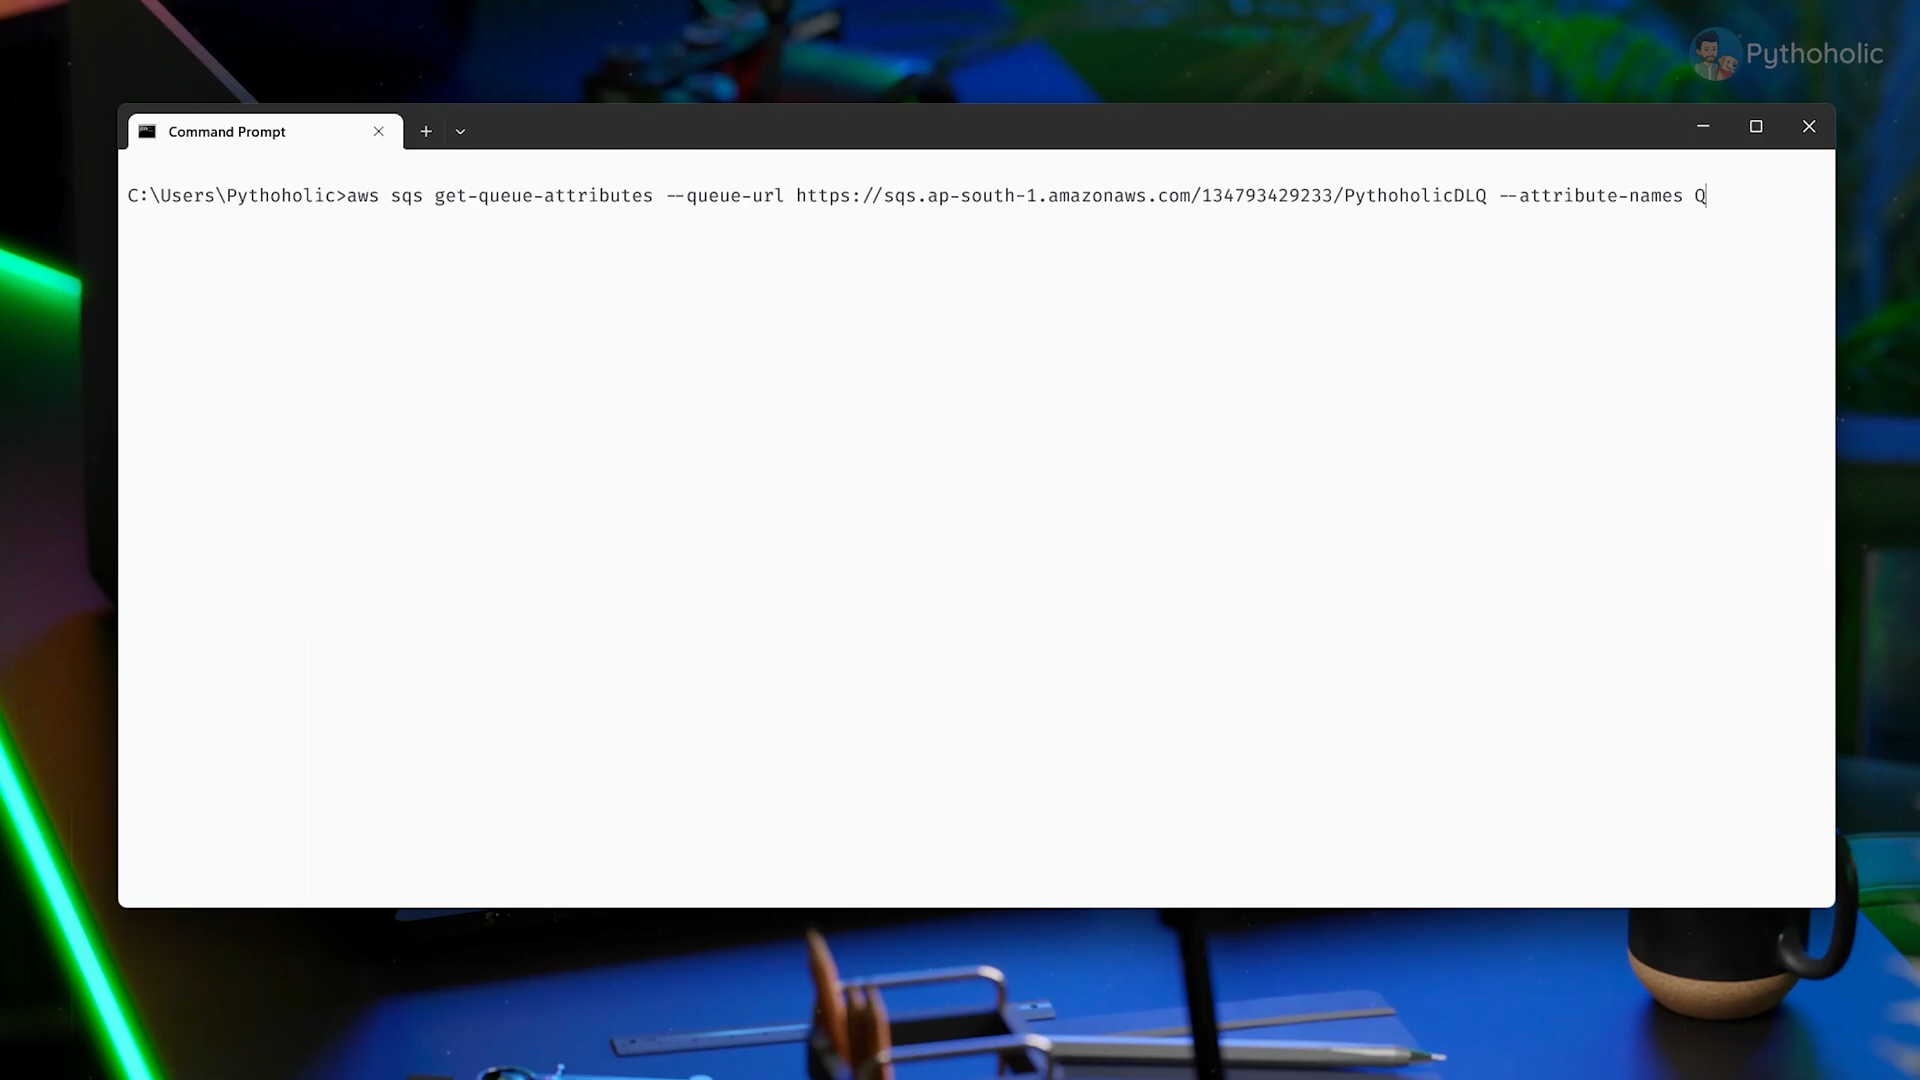 Pythoholic
Command Prompt
C:\Users\Pythoholic>aws sqs get-queue-attributes --queue-url https://sqs.ap-south-1.amazonaws.com/134793429233/PythoholicDLQ --attribute-names Q